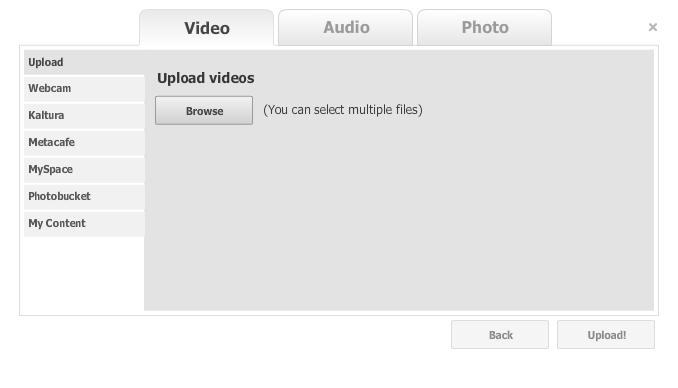 Video
Audio
Photo
×
Upload
Webcam
Kaltura
Metacafe
MySpace
Photobucket
My Content
Upload videos
Browse
(You can select multiple files)
Back
Upload!